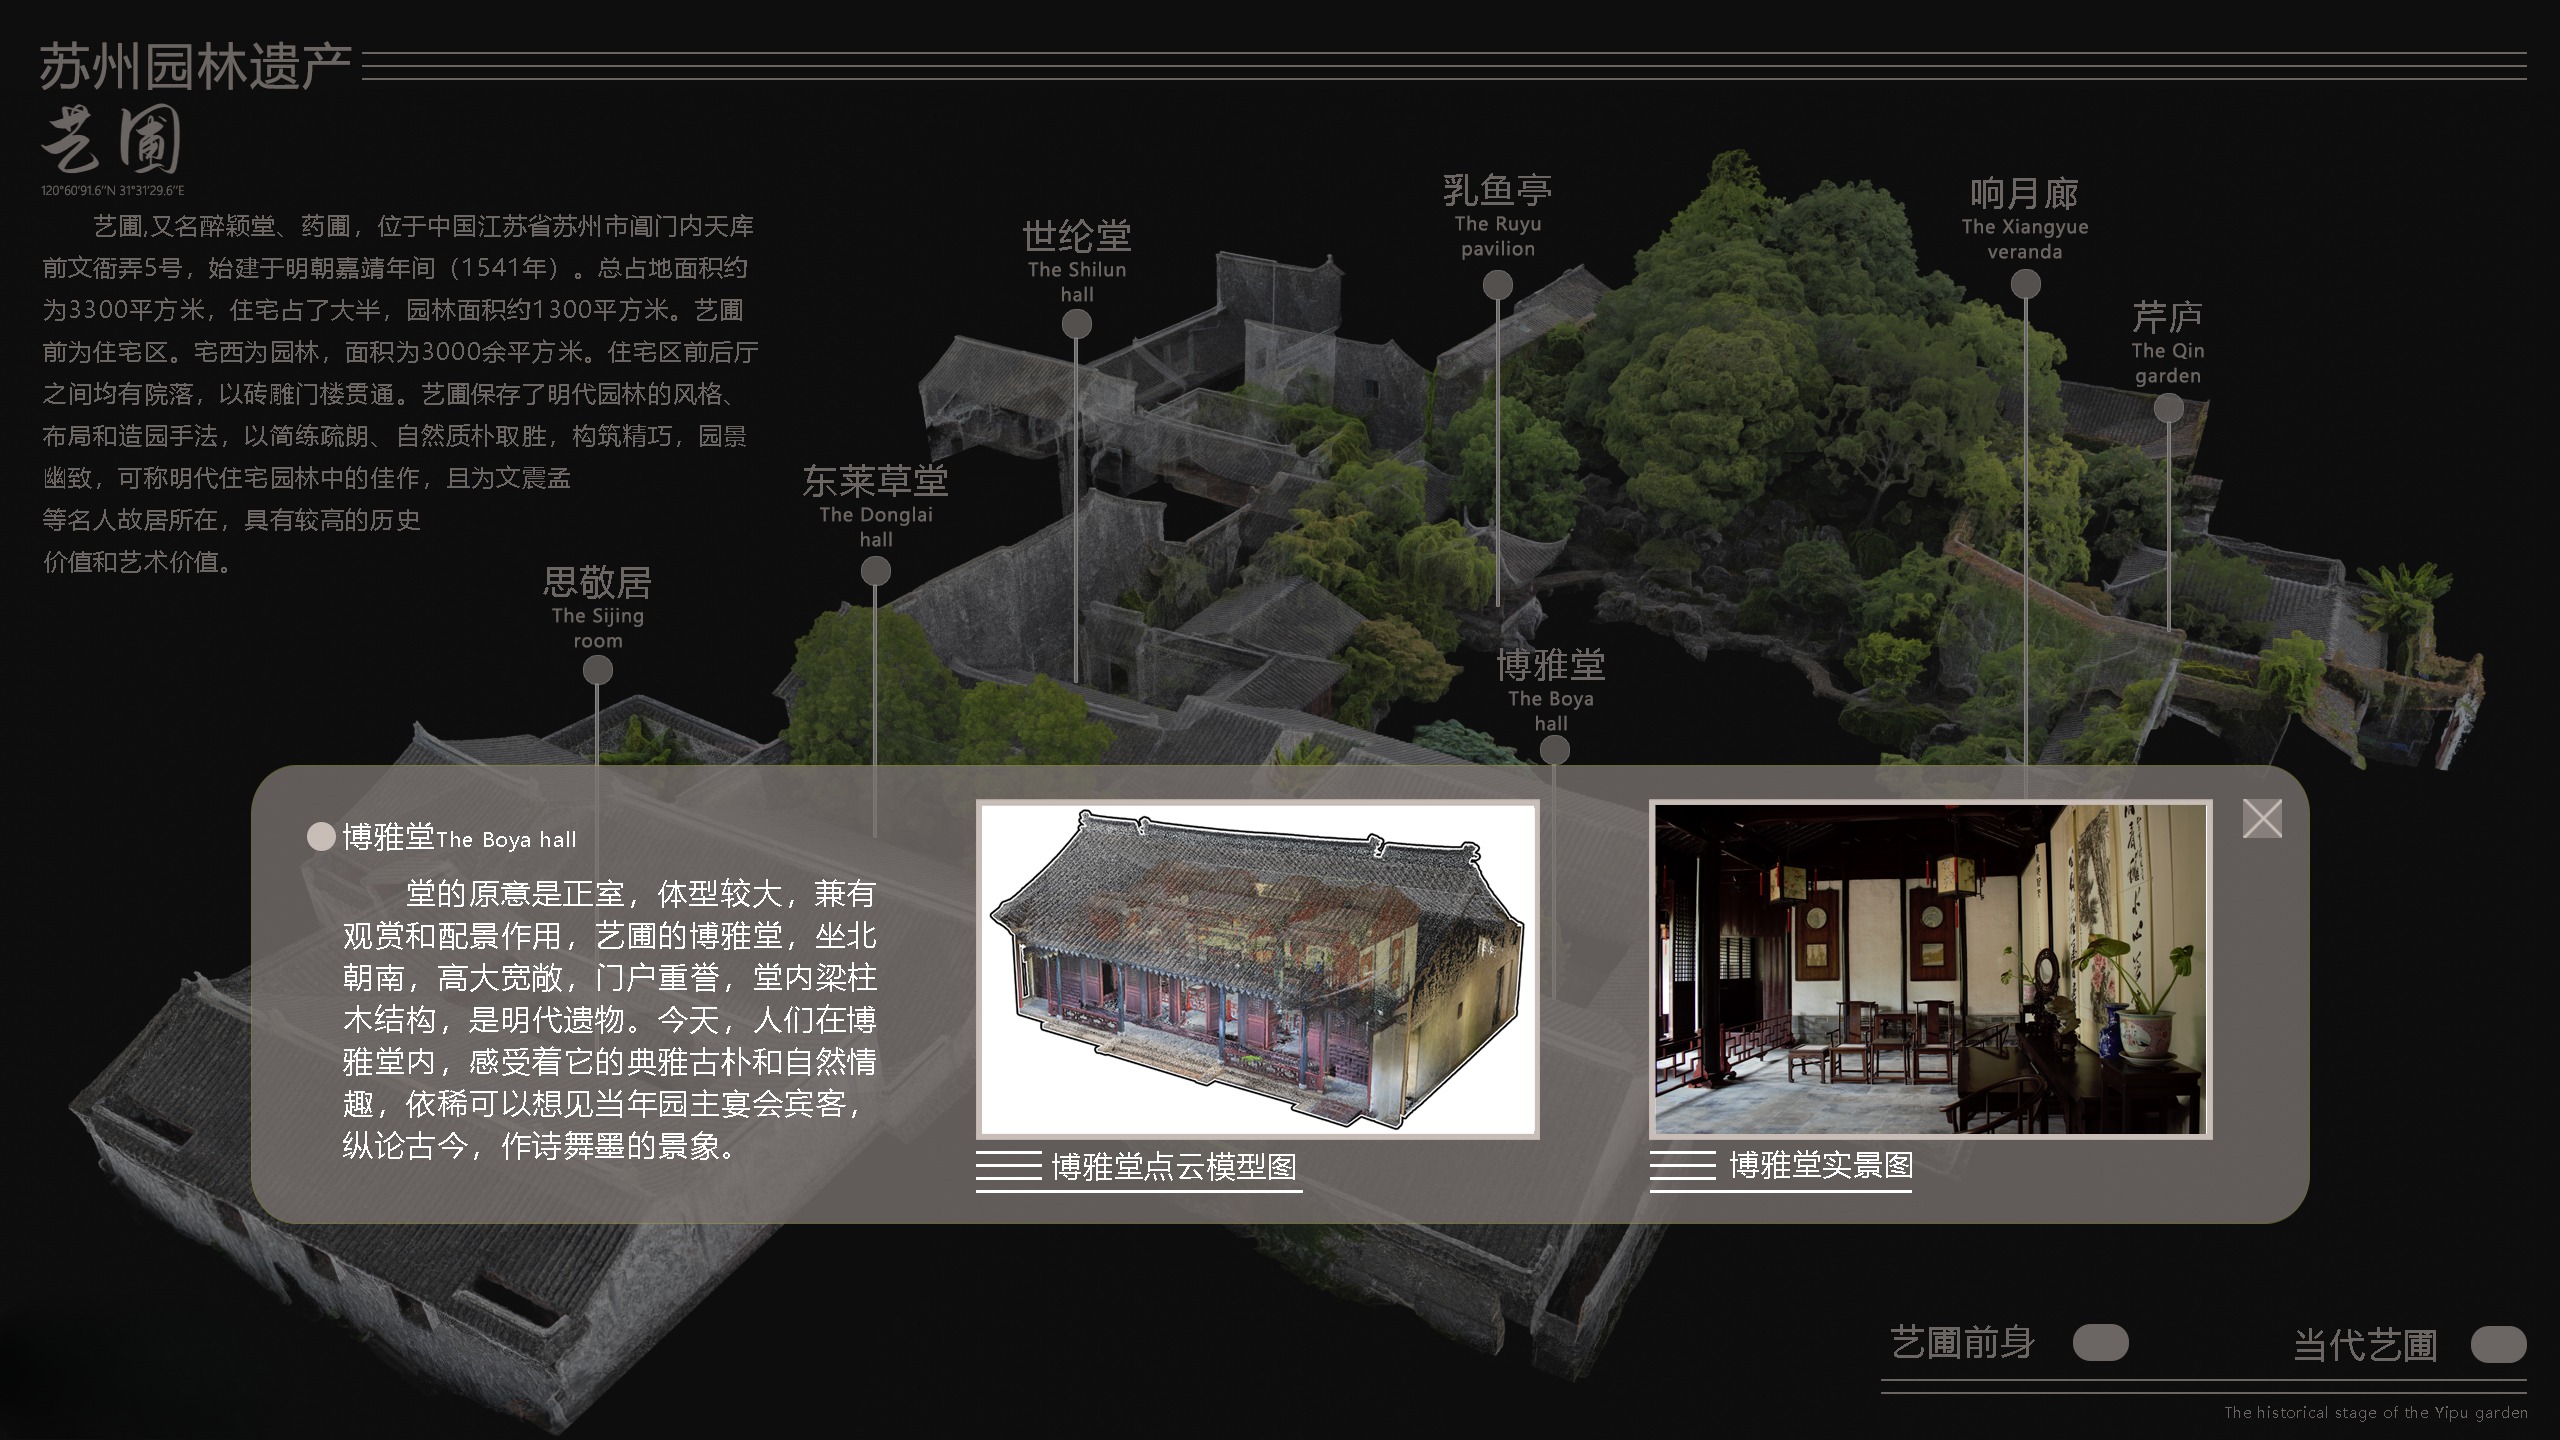 苏州园林遗产
艺圃
120°60'91.6"N 31°31'29.6"E
艺圃,又名醉颖堂、药圃，位于中国江苏省苏州市阊门内天库
前文衙弄5号，始建于明朝嘉靖年间（1541年）。总占地面积约
为3300平方米，住宅占了大半，园林面积约1300平方米。艺圃
前为住宅区。宅西为园林，面积为3000余平方米。住宅区前后厅
之间均有院落，以砖雕门楼贯通。艺圃保存了明代园林的风格、
布局和造园手法，以简练疏朗、自然质朴取胜，构筑精巧，园景
幽致，可称明代住宅园林中的佳作，且为文震孟
等名人故居所在，具有较高的历史
价值和艺术价值。
思敬居
The Sijing
room
东莱草堂
The Donglai
hall
世纶堂
The Shilun
hall
乳鱼亭
The Ruyu
pavilion
响月廊
The Xiangyue
veranda
芹庐
The Qin
garden
博雅堂
The Boya
hall
博雅堂The Boya hall
堂的原意是正室，体型较大，兼有
观赏和配景作用，艺圃的博雅堂，坐北
朝南，高大宽敞，门户重誉，堂内梁柱
木结构，是明代遗物。今天，人们在博
雅堂内，感受着它的典雅古朴和自然情
趣，依稀可以想见当年园主宴会宾客，
纵论古今，作诗舞墨的景象。
博雅堂点云模型图
博雅堂实景图
艺圃前身
当代艺圃
The historical stage of the Yipu garden